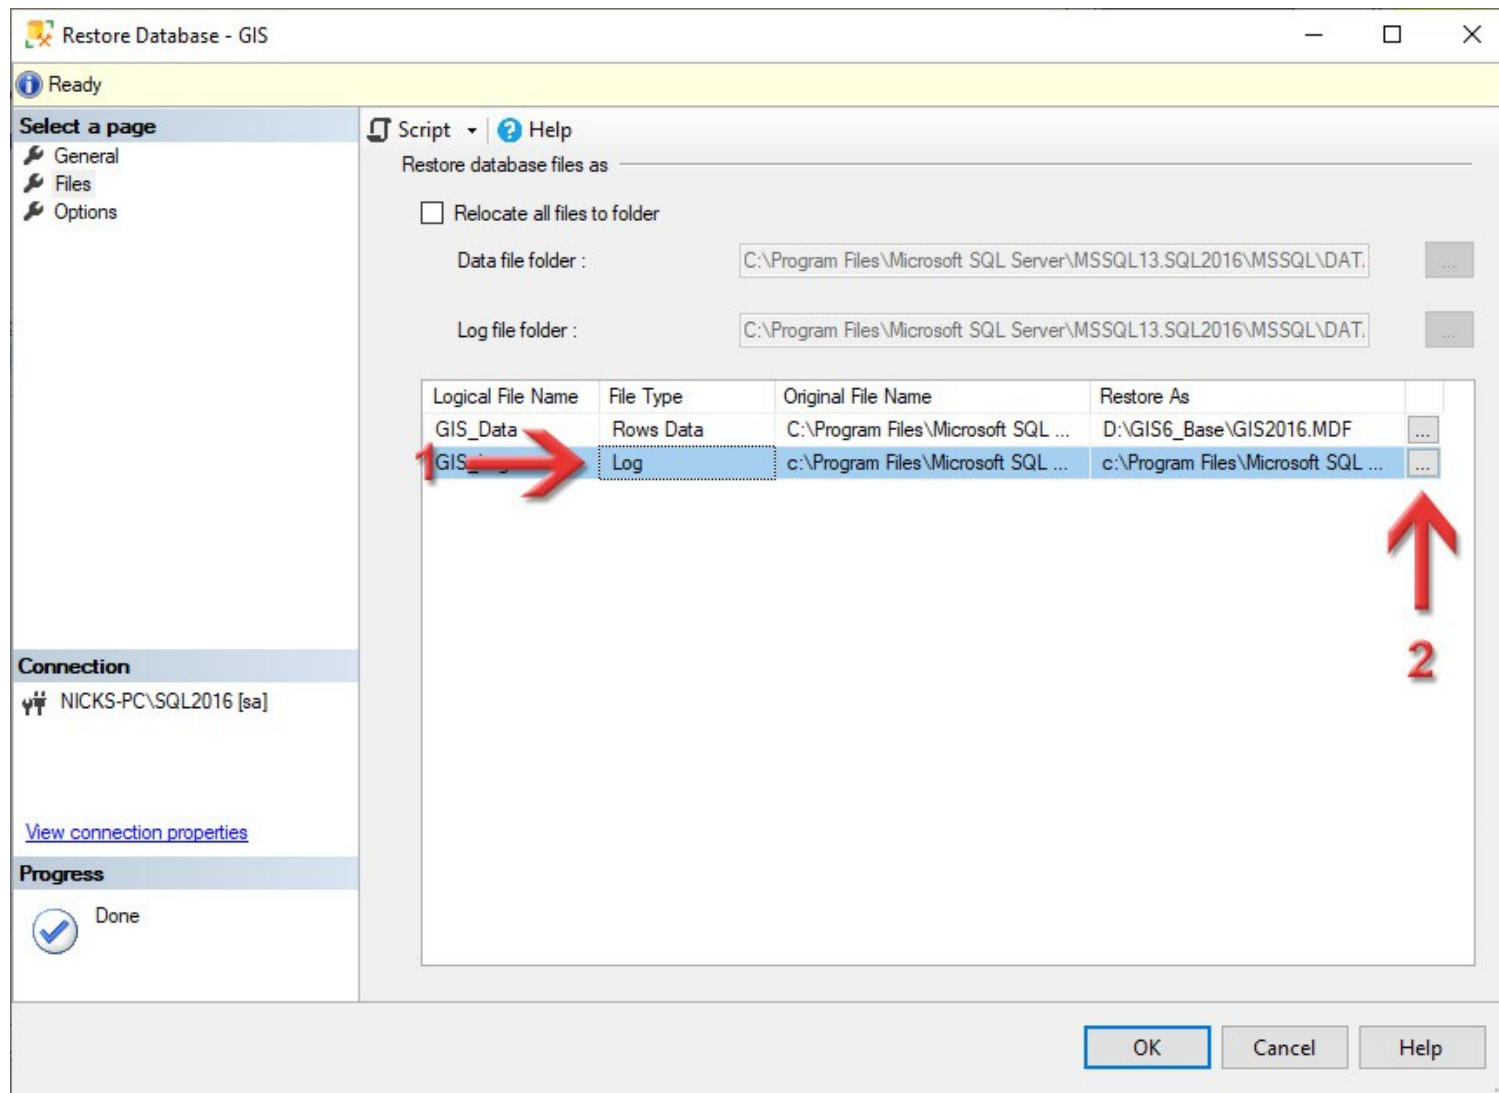 Restore Database - GIS
Ready
Select a page
General
Files
Options
Script
Help
Restore database files as
Relocate all files to folder
Data file folder :
C:\Program Files\Microsoft SQL Server\MSSQL13.SQL2016\MSSQL\DAT
...
Log file folder :
C:\Program Files\Microsoft SQL Server\MSSQL13.SQL2016\MSSQL\DAT
...
Logical File Name File Type Original File Name Restore As
GIS_Data Rows Data C:\Program Files\Microsoft SQL ... D:\GIS6_Base\GIS2016.MDF ...
1 Log c:\Program Files\Microsoft SQL ... c:\Program Files\Microsoft SQL ... ...
2
Connection
NICKS-PC\SQL2016 [sa]
View connection properties
Progress
Done
OK Cancel Help